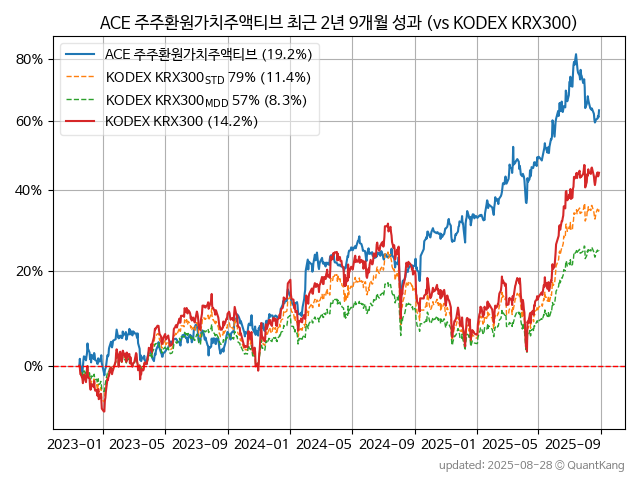 ACE 주주환원가치주액티브 최근 2년 9개월 성과 (vs KODEX KRX300)
ACE 주주환원가치주액티브 (19.2%)
KODEX KRX300STD 79% (11.4%)
KODEX KRX300MDD 57% (8.3%)
KODEX KRX300 (14.2%)
80%
60%
40%
20%
0%
2023-01 2023-05 2023-09 2024-01 2024-05 2024-09 2025-01 2025-05 2025-09
updated: 2025-08-28 © QuantKang